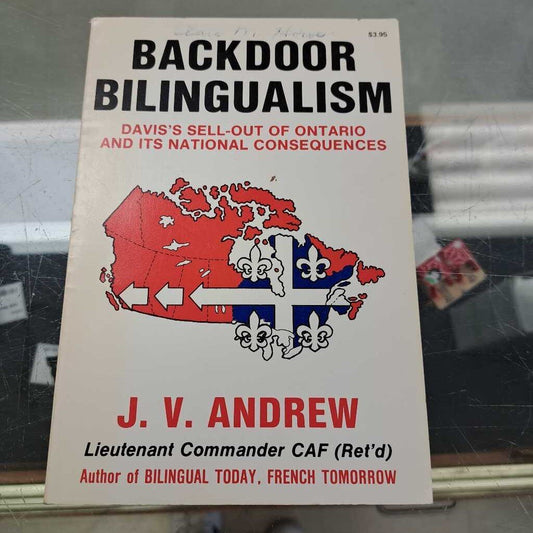 $3.95
BACKDOOR
BILINGUALISM
DAVIS'S SELL-OUT OF ONTARIO
AND ITS NATIONAL CONSEQUENCES
J. V. ANDREW
Lieutenant Commander CAF (Ret'd)
Author of BILINGUAL TODAY, FRENCH TOMORROW